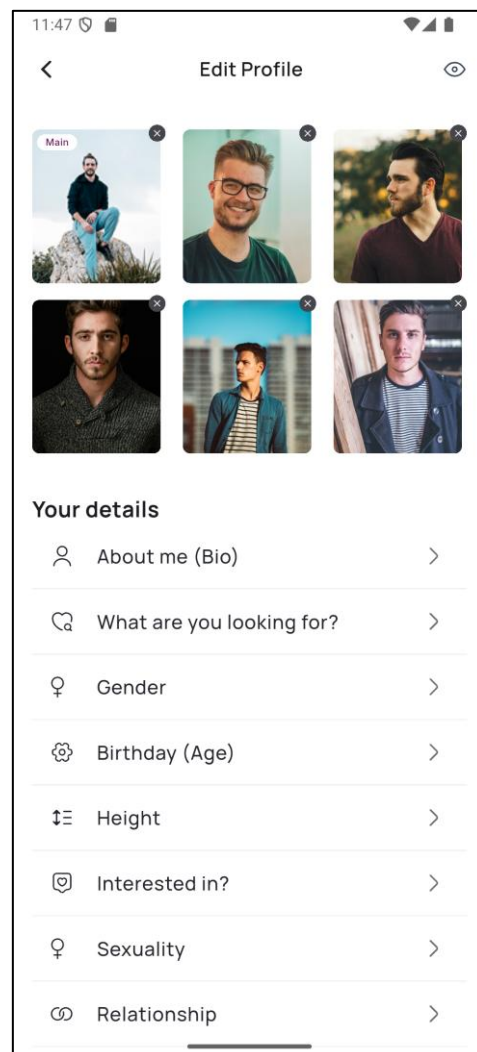 11:47
Edit Profile
Main
Your details
About me (Bio)
What are you looking for?
Gender
Birthday (Age)
Height
Interested in?
Sexuality
Relationship